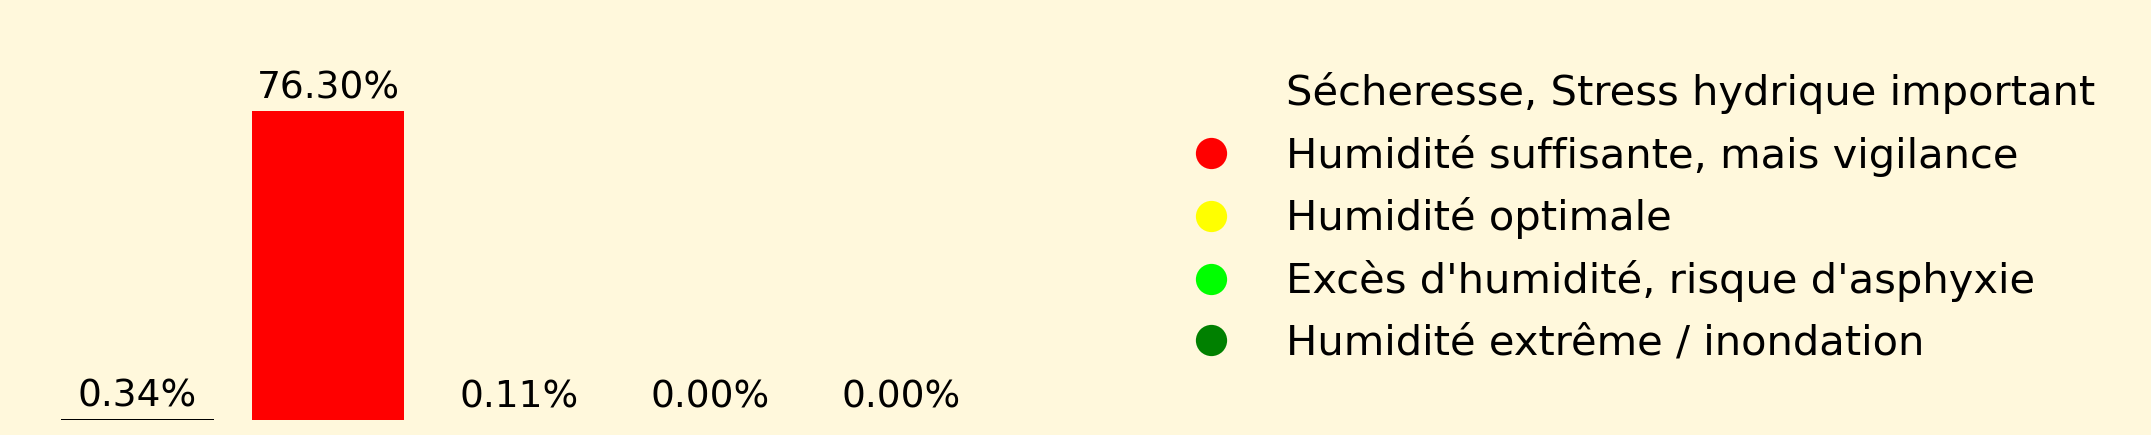 76.30%
0.34%
0.11%
0.00%
0.00%
Sécheresse, Stress hydrique important
Humidité suffisante, mais vigilance
Humidité optimale
Excès d'humidité, risque d'asphyxie
Humidité extrême / inondation